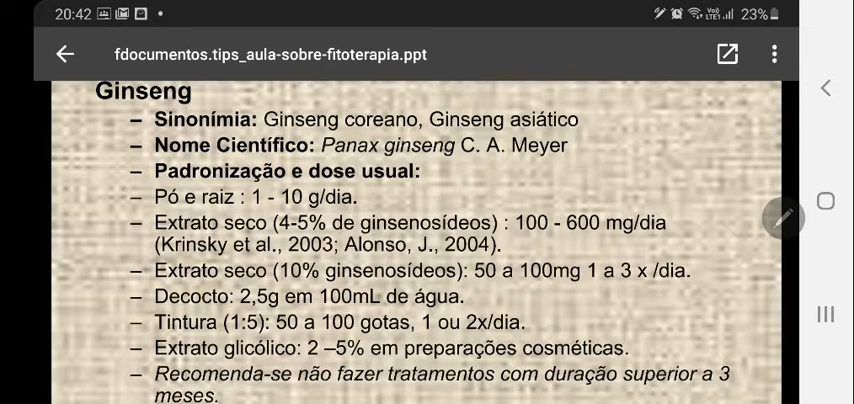 20:42
23%
fdocumentos.tips_aula-sobre-fitoterapia.ppt
Ginseng
– Sinonímia: Ginseng coreano, Ginseng asiático
– Nome Científico: Panax ginseng C. A. Meyer
– Padronização e dose usual:
– Pó e raiz : 1 - 10 g/dia.
– Extrato seco (4-5% de ginsenosídeos) : 100 - 600 mg/dia
(Krinsky et al., 2003; Alonso, J., 2004).
– Extrato seco (10% ginsenosídeos): 50 a 100mg 1 a 3 x /dia.
– Decocto: 2,5g em 100mL de água.
– Tintura (1:5): 50 a 100 gotas, 1 ou 2x/dia.
– Extrato glicólico: 2 –5% em preparações cosméticas.
– Recomenda-se não fazer tratamentos com duração superior a 3
meses.